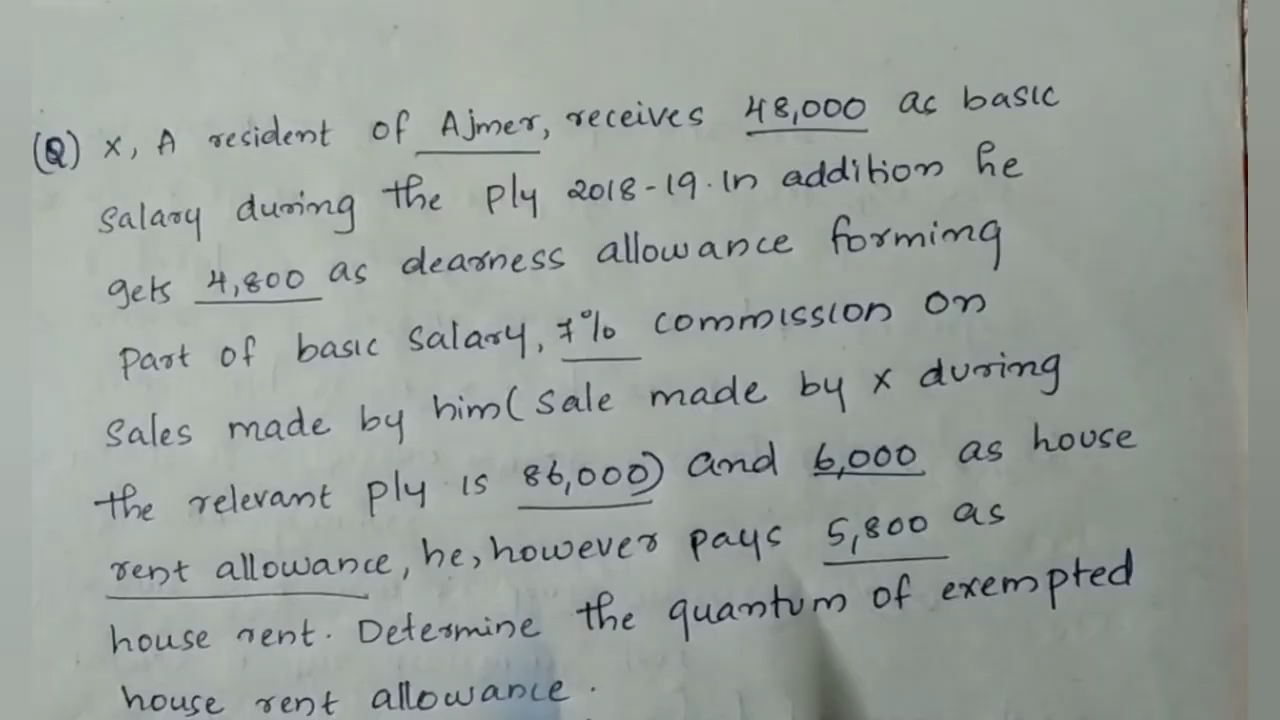 (Q) X, A resident of Ajmer, receives 48,000 as basic
salary during the Ply 2018-19. In addition he
gets 4,800 as dearness allowance forming
part of basic salary, 7% commission on
sales made by him (sale made by X during
the relevant ply is 86,000) and 6,000 as house
rent allowance, he, however pays 5,800 as
house rent. Determine the quantum of exempted
house rent allowance.